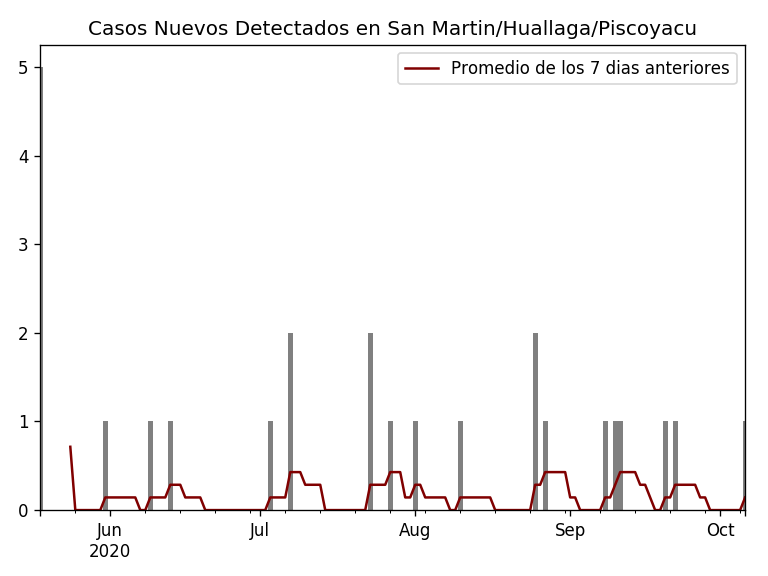 Casos Nuevos Detectados en San Martin/Huallaga/Piscoyacu
Promedio de los 7 dias anteriores
5
4
3
2
1
0
Jun Jul Aug Sep Oct
2020